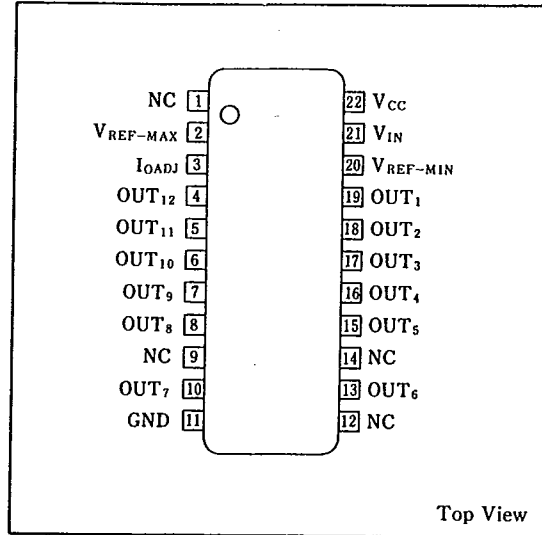 NC 1 22 V_CC
V_REF-MAX 2 21 V_IN
I_OADJ 3 20 V_REF-MIN
OUT_12 4 19 OUT_1
OUT_11 5 18 OUT_2
OUT_10 6 17 OUT_3
OUT_9 7 16 OUT_4
OUT_8 8 15 OUT_5
NC 9 14 NC
OUT_7 10 13 OUT_6
GND 11 12 NC
Top View